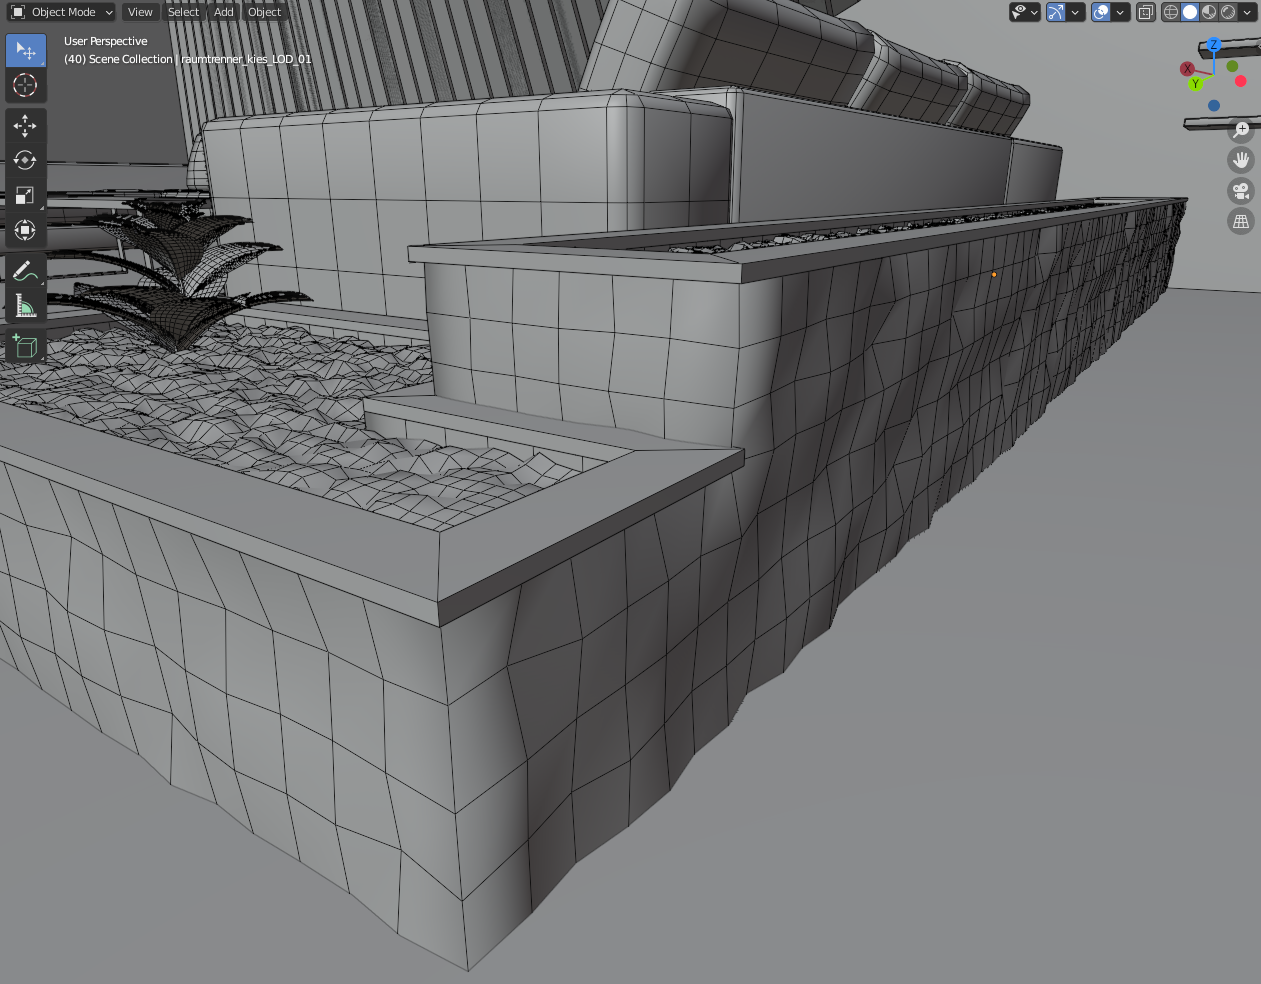 Object Mode View Select Add Object
User Perspective
(40) Scene Collection | raumtrenner_kies_LOD_01
Z
X
Y